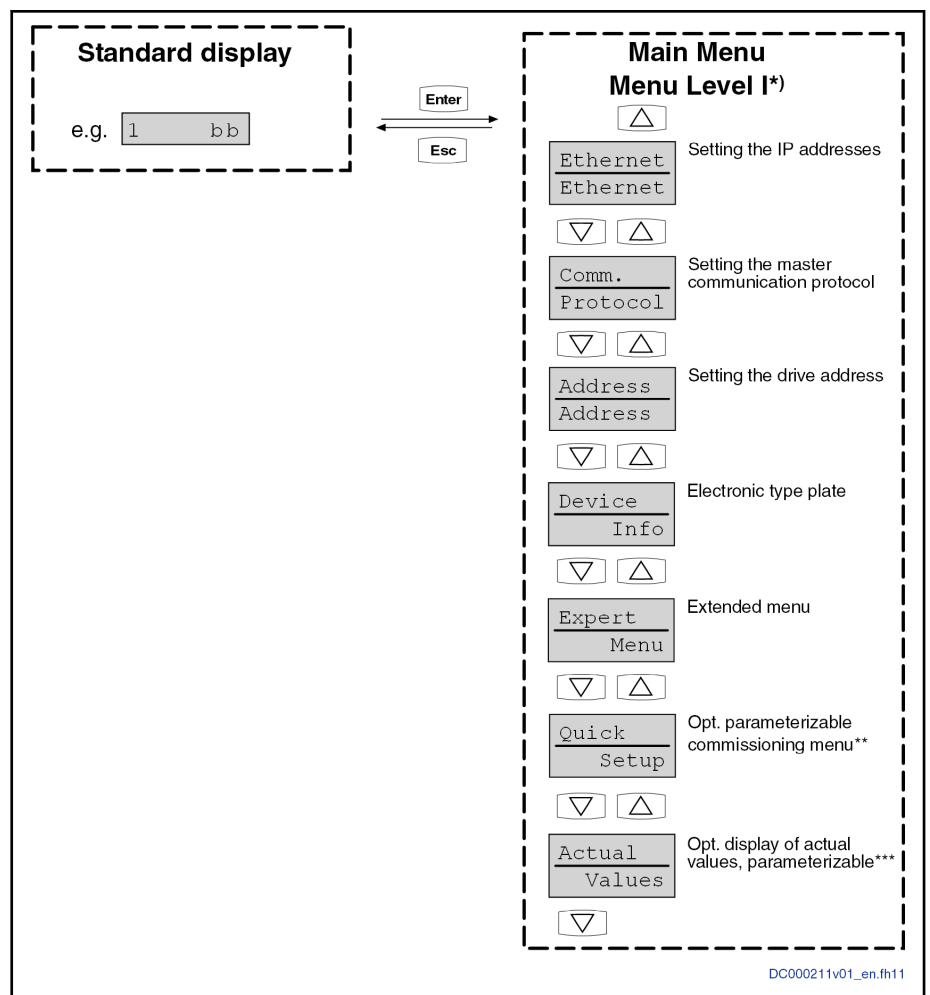 Standard display
e.g. 1 bb
Enter
Esc
Main Menu
Menu Level I*)
Ethernet
Ethernet
Setting the IP addresses
Comm.
Protocol
Setting the master
communication protocol
Address
Address
Setting the drive address
Device
Info
Electronic type plate
Expert
Menu
Extended menu
Quick
Setup
Opt. parameterizable
commissioning menu**
Actual
Values
Opt. display of actual
values, parameterizable***
DC000211v01_en.fh11